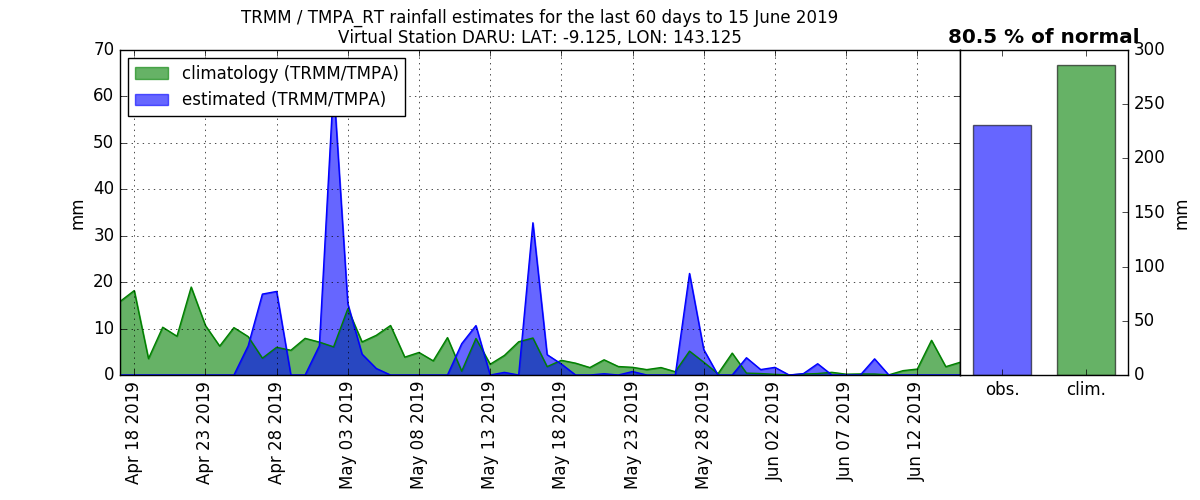 TRMM / TMPA_RT rainfall estimates for the last 60 days to 15 June 2019
Virtual Station DARU: LAT: -9.125, LON: 143.125
80.5 % of normal
climatology (TRMM/TMPA)
estimated (TRMM/TMPA)
mm
70
60
50
40
30
20
10
0
Apr 18 2019
Apr 23 2019
Apr 28 2019
May 03 2019
May 08 2019
May 13 2019
May 18 2019
May 23 2019
May 28 2019
Jun 02 2019
Jun 07 2019
Jun 12 2019
obs.
clim.
300
250
200
150
100
50
0
mm